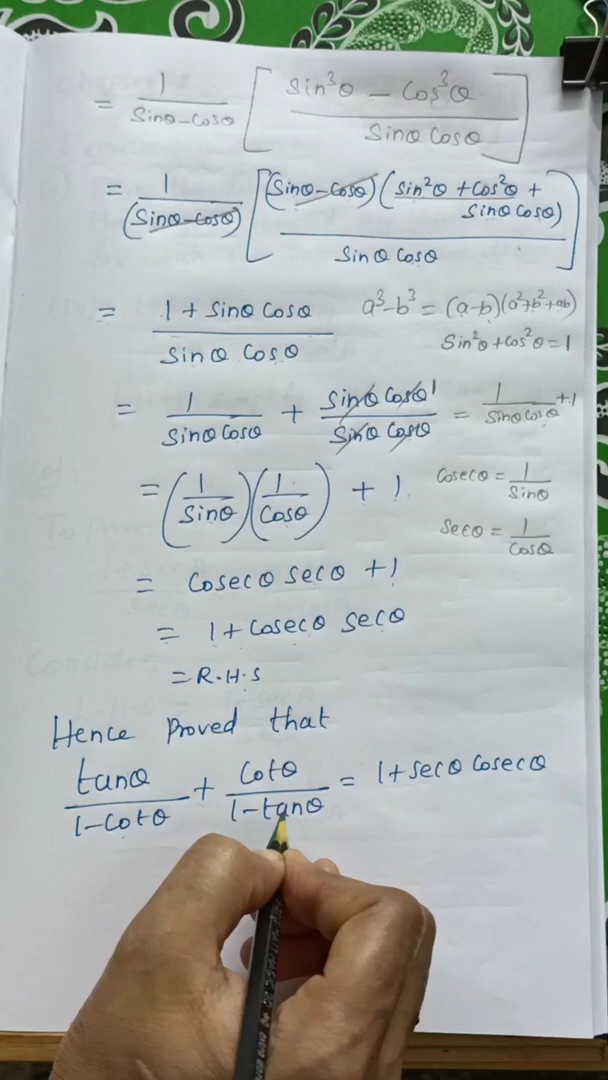 = 1/(Sinθ-Cosθ) [ (Sin³θ - Cos³θ)/(Sinθ Cosθ) ]
= 1/(Sinθ-Cosθ) [ (Sinθ-Cosθ)(Sin²θ+Cos²θ+Sinθ Cosθ)/(Sinθ Cosθ) ]
= (1+Sinθ Cosθ)/(Sinθ Cosθ) a³-b³ = (a-b)(a²+b²+ab)
Sin²θ+Cos²θ=1
= 1/(Sinθ Cosθ) + (Sinθ Cosθ)1/(Sinθ Cosθ) = 1/(Sinθ Cosθ) +1
= (1/Sinθ)(1/Cosθ) + 1. Cosecθ = 1/Sinθ
Secθ = 1/Cosθ
= Cosecθ secθ +1
= 1+Cosecθ secθ
= R.H.S
Hence Proved that
tanθ/(1-Cotθ) + Cotθ/(1-tanθ) = 1+secθ Cosecθ